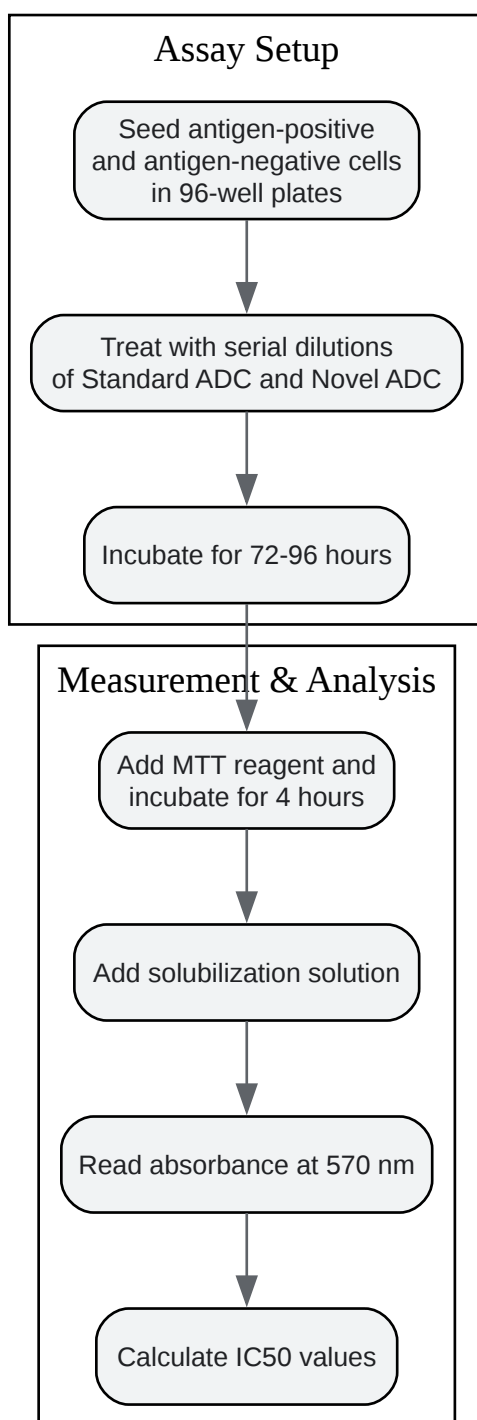 Assay Setup
Seed antigen-positive
and antigen-negative cells
in 96-well plates
Treat with serial dilutions
of Standard ADC and Novel ADC
Incubate for 72-96 hours
Measurement & Analysis
Add MTT reagent and
incubate for 4 hours
Add solubilization solution
Read absorbance at 570 nm
Calculate IC50 values